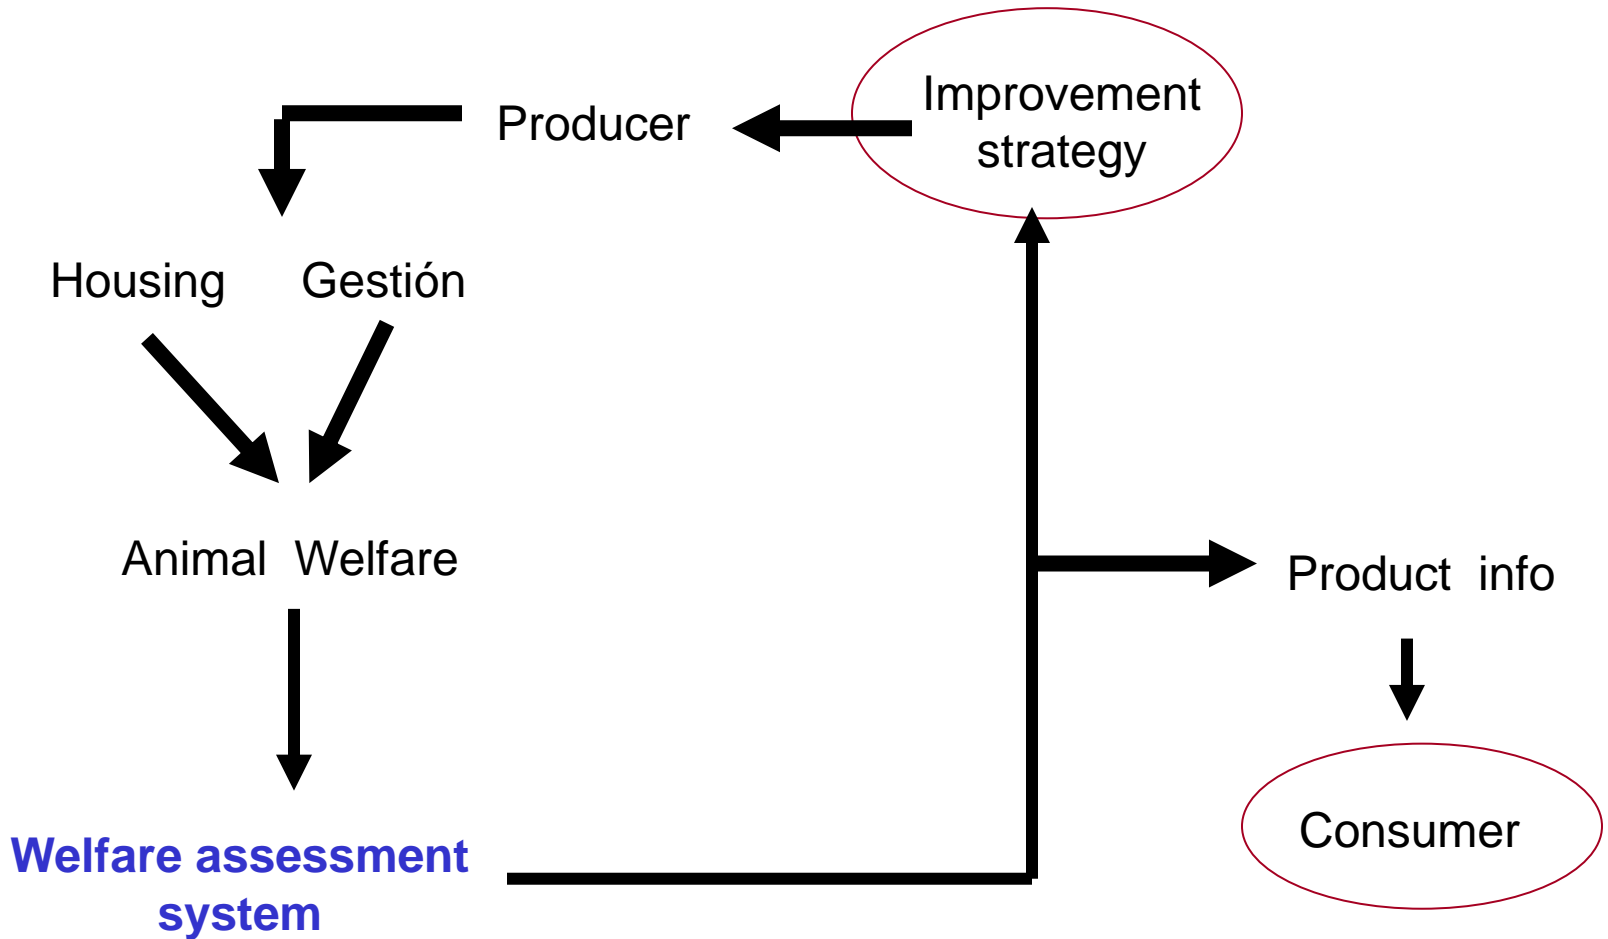 Improvement
strategy
Producer
Housing
Gestión
Animal Welfare
Product info
Consumer
Welfare assessment
system